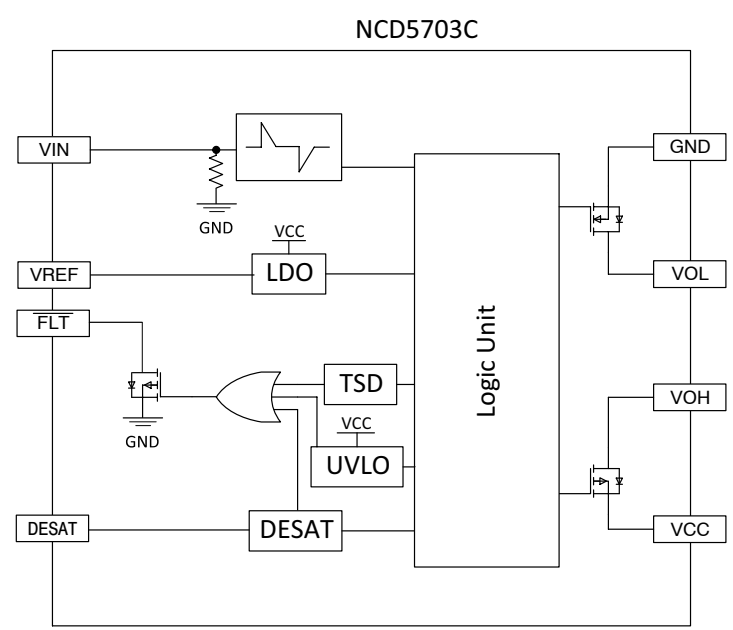 NCD5703C
VIN
GND
VREF
VCC
LDO
FLT
GND
TSD
VCC
UVLO
DESAT
DESAT
Logic Unit
GND
VOL
VOH
VCC